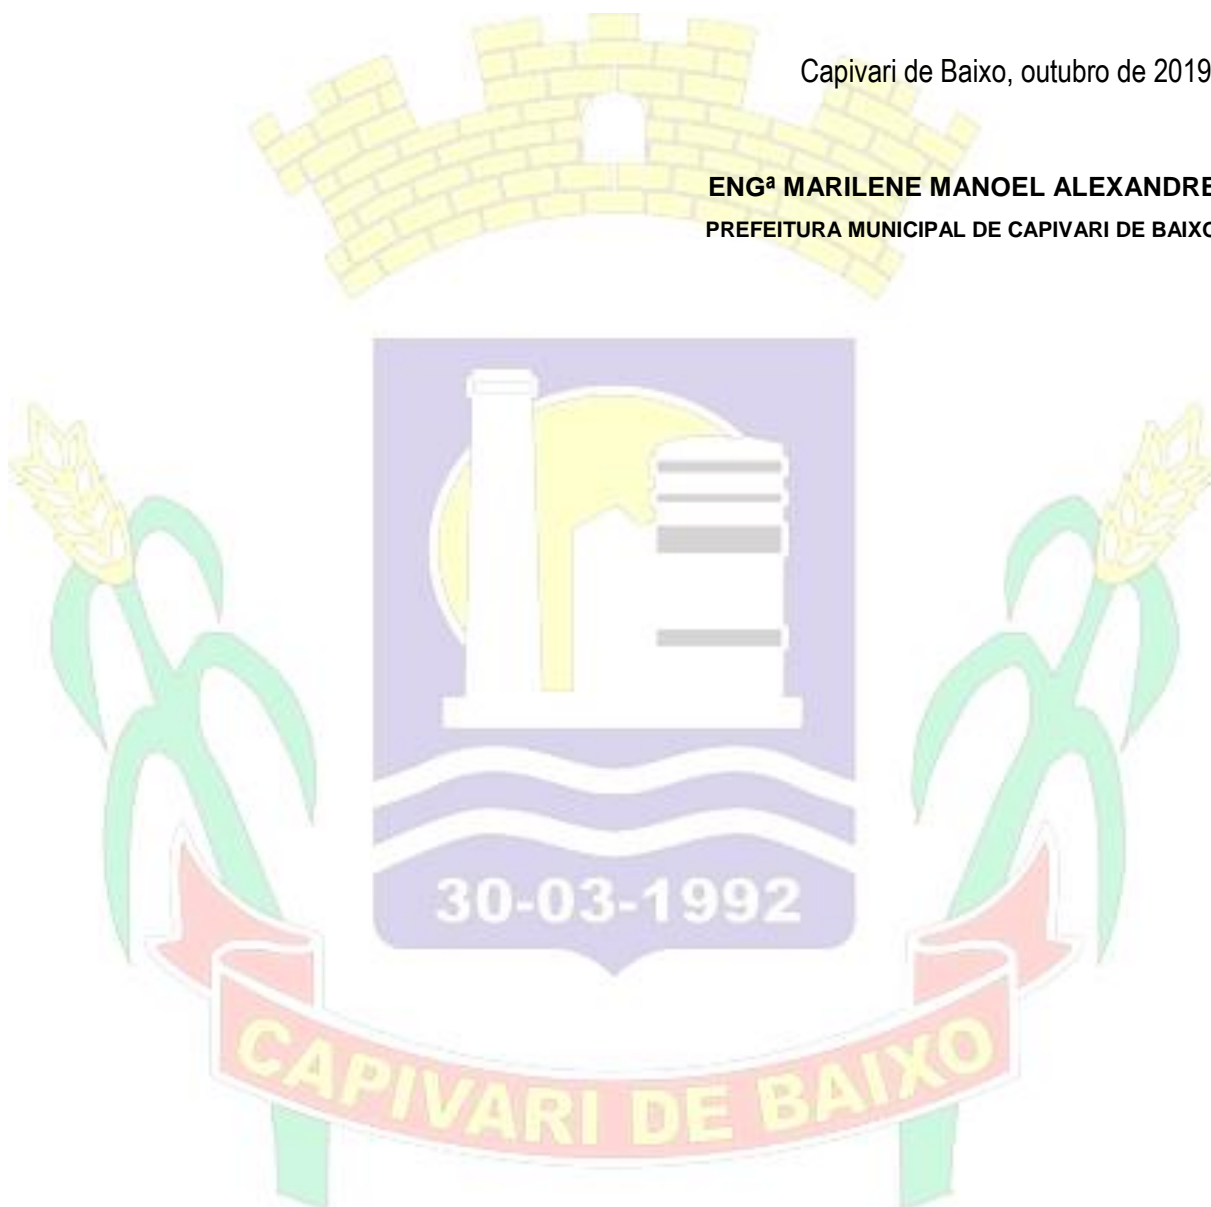 Capivari de Baixo, outubro de 2019
ENGª MARILENE MANOEL ALEXANDRE
PREFEITURA MUNICIPAL DE CAPIVARI DE BAIXO
30-03-1992
CAPIVARI DE BAIXO